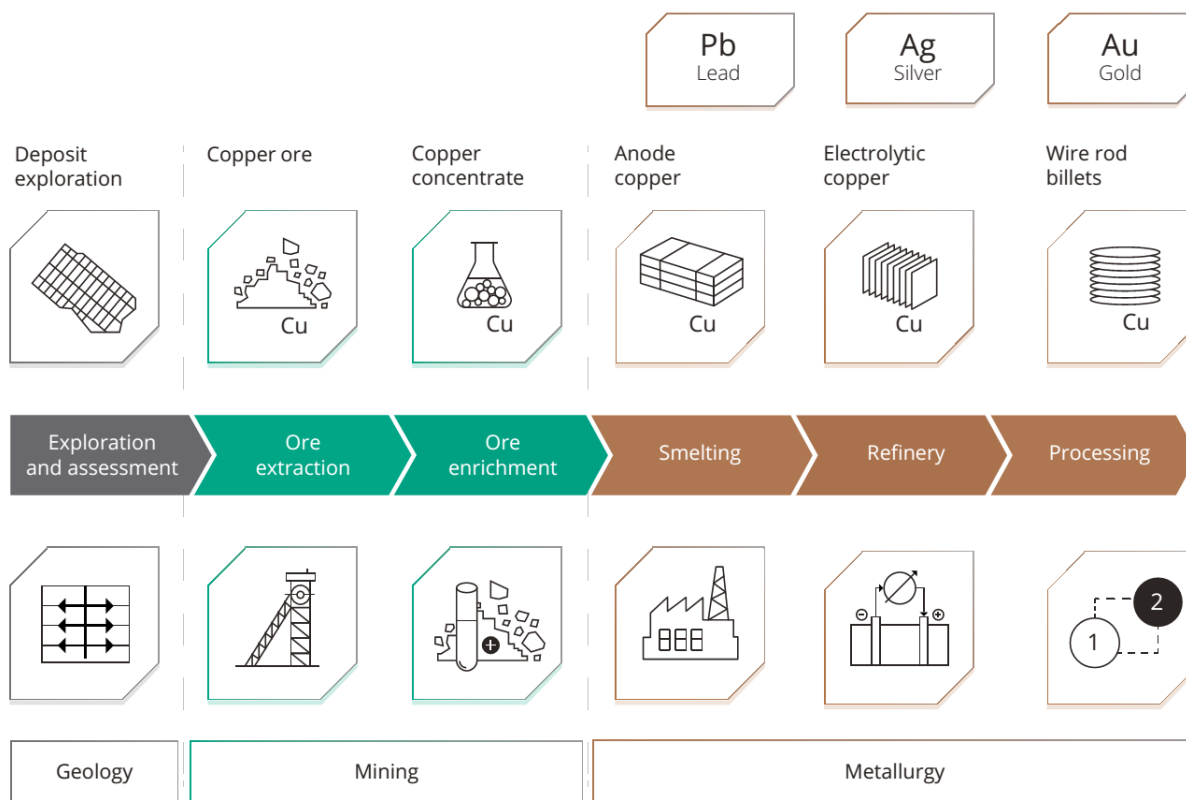 Pb
Lead
Ag
Silver
Au
Gold
Deposit
exploration
Copper ore
Copper
concentrate
Anode
copper
Electrolytic
copper
Wire rod
billets
Cu
Cu
Cu
Cu
Cu
Exploration
and assessment
Ore
extraction
Ore
enrichment
Smelting
Refinery
Processing
+
−
+
1
2
Geology
Mining
Metallurgy